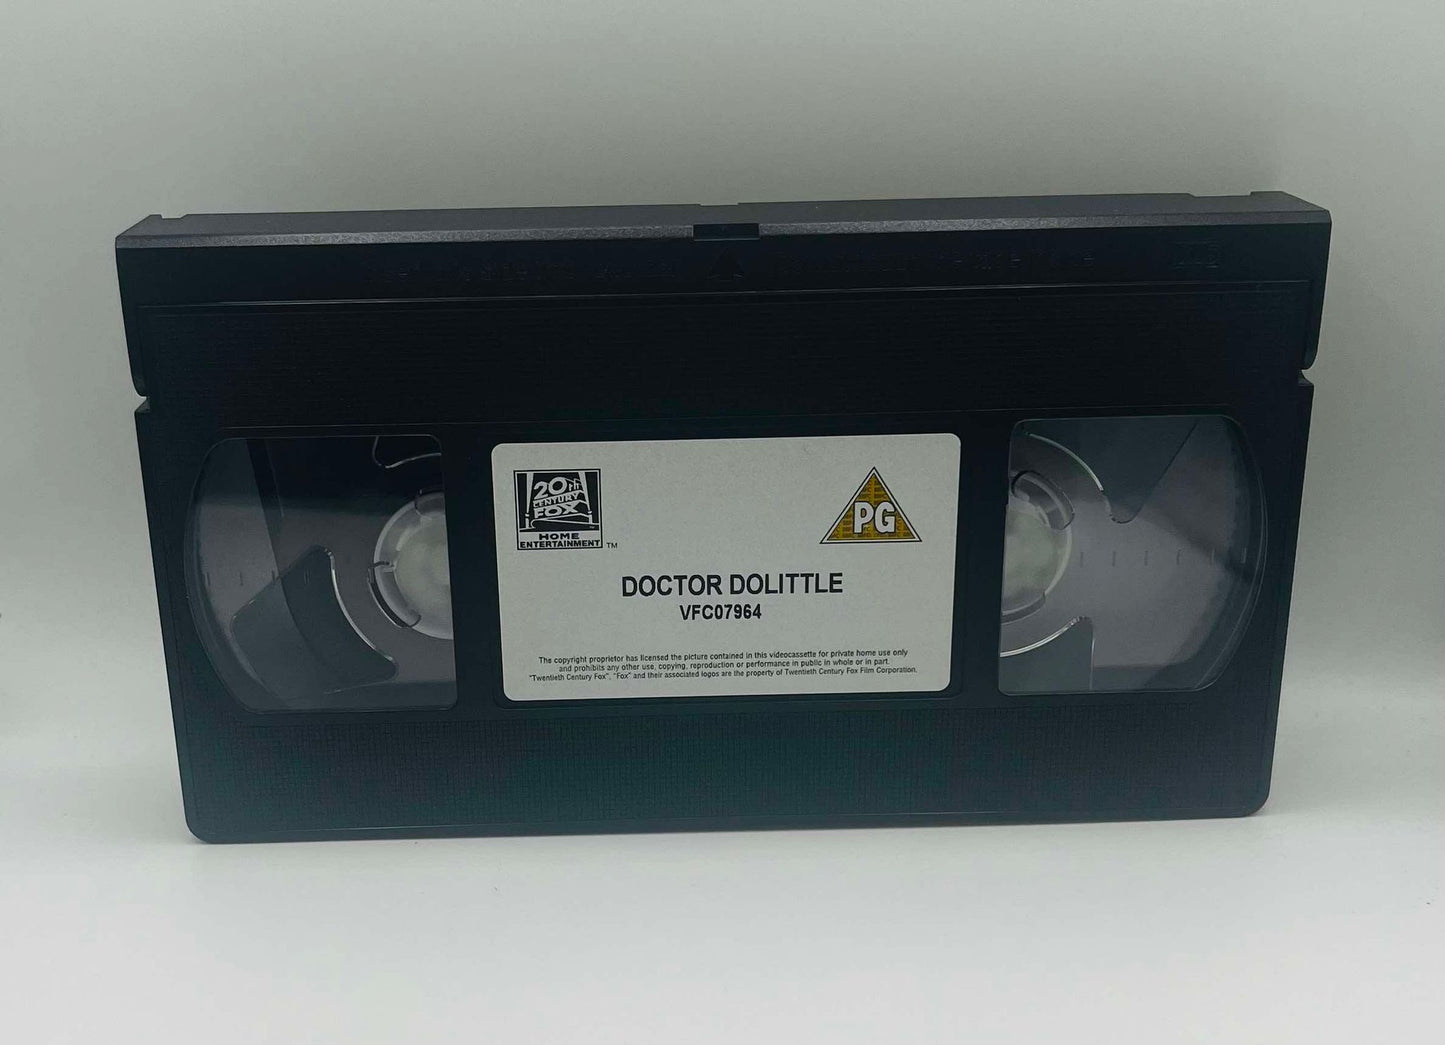 20th
CENTURY
FOX
HOME
ENTERTAINMENT ™
PG
DOCTOR DOLITTLE
VFC07964
The copyright proprietor has licensed the picture contained in this videocassette for private home use only
and prohibits any other use, copying, reproduction or performance in public in whole or in part.
"Twentieth Century Fox", "Fox" and their associated logos are the property of Twentieth Century Fox Film Corporation.